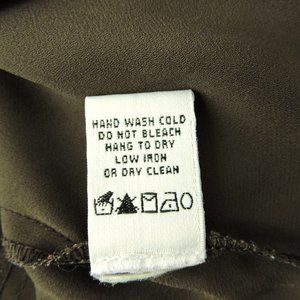 HAND WASH COLD
DO NOT BLEACH
HANG TO DRY
LOW IRON
OR DRY CLEAN